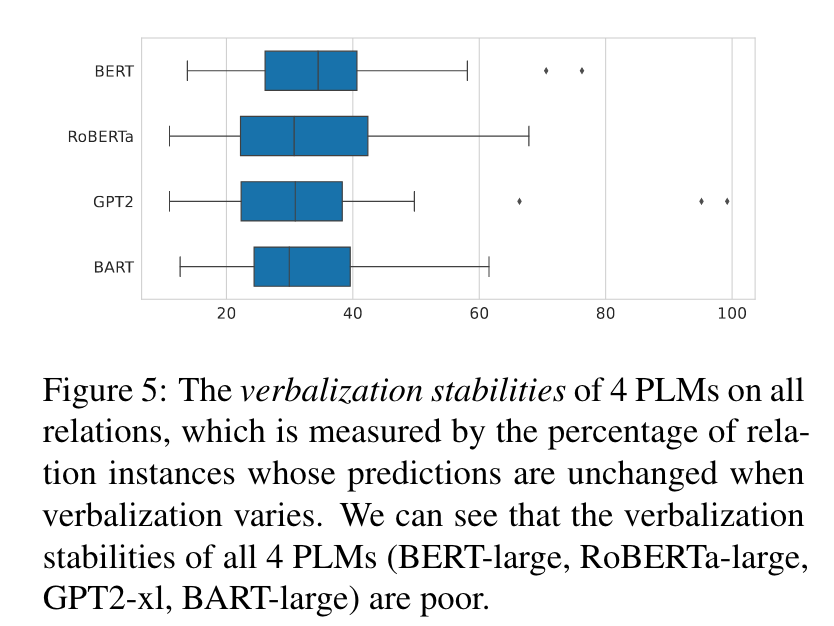 BERT
RoBERTa
GPT2
BART
20 40 60 80 100
Figure 5: The verbalization stabilities of 4 PLMs on all
relations, which is measured by the percentage of rela-
tion instances whose predictions are unchanged when
verbalization varies. We can see that the verbalization
stabilities of all 4 PLMs (BERT-large, RoBERTa-large,
GPT2-xl, BART-large) are poor.